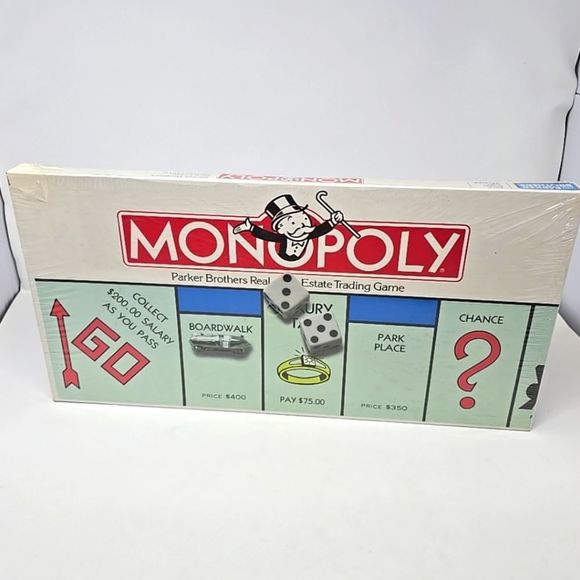 MONOPOLY
MONOPOLY®
Parker Brothers Real Estate Trading Game
COLLECT
$200.00 SALARY
AS YOU PASS
GO
BOARDWALK
PRICE $400
PAY $75.00
PARK
PLACE
PRICE $350
CHANCE
?